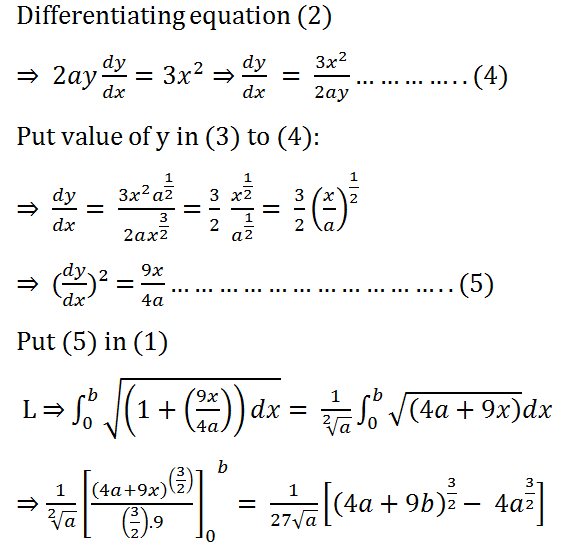 Differentiating equation (2)
⇒ 2ay dy/dx = 3x² ⇒ dy/dx = 3x²/2ay … … … … . . (4)
Put value of y in (3) to (4):
⇒ dy/dx = 3x²a^(1/2)/2ax^(3/2) = 3/2 x^(1/2)/a^(1/2) = 3/2 (x/a)^(1/2)
⇒ (dy/dx)² = 9x/4a … … … … … … … … … … … . . (5)
Put (5) in (1)
L ⇒ ∫₀ᵇ √((1 + (9x/4a)) dx) = 1/²√a ∫₀ᵇ √(4a + 9x)dx
⇒ 1/²√a [(4a+9x)^(3/2)/(3/2).9]₀ᵇ = 1/27√a [(4a + 9b)^(3/2) − 4a^(3/2)]